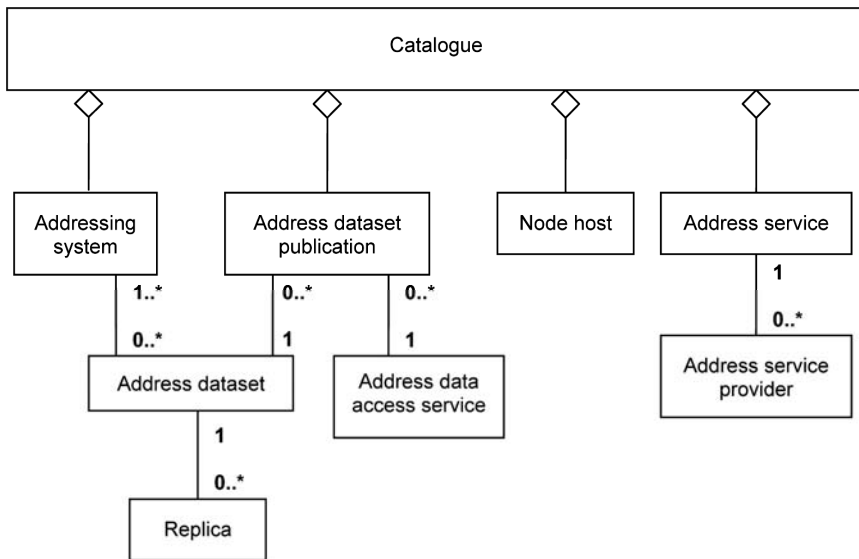 Catalogue
Addressing
system
Address dataset
publication
Node host
Address service
1..*
0..*
0..*
1
0..*
1
1
0..*
Address dataset
Address data
access service
Address service
provider
1
0..*
Replica